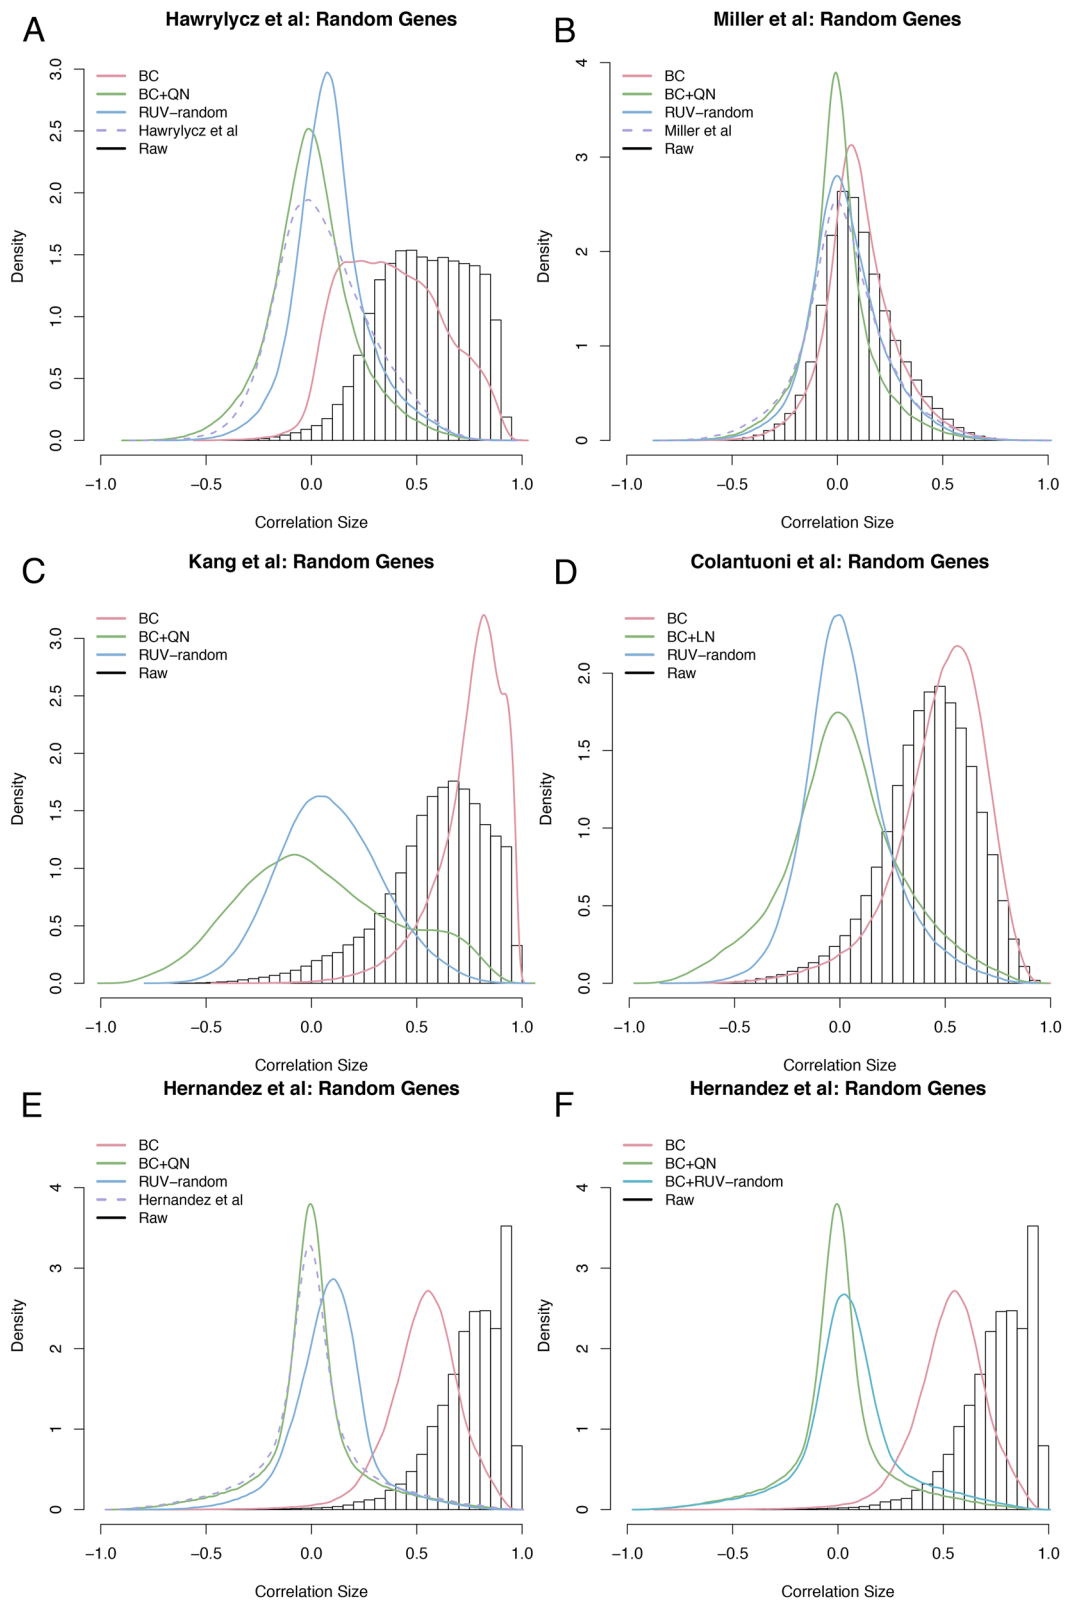 A
Hawrylycz et al: Random Genes
BC
BC+QN
RUV−random
Hawrylycz et al
Raw
Density
0.0
0.5
1.0
1.5
2.0
2.5
3.0
−1.0
−0.5
0.0
0.5
1.0
Correlation Size
B
Miller et al: Random Genes
BC
BC+QN
RUV−random
Miller et al
Raw
Density
0
1
2
3
4
−1.0
−0.5
0.0
0.5
1.0
Correlation Size
C
Kang et al: Random Genes
BC
BC+QN
RUV−random
Raw
Density
0.0
0.5
1.0
1.5
2.0
2.5
3.0
−1.0
−0.5
0.0
0.5
1.0
Correlation Size
D
Colantuoni et al: Random Genes
BC
BC+LN
RUV−random
Raw
Density
0.0
0.5
1.0
1.5
2.0
−1.0
−0.5
0.0
0.5
1.0
Correlation Size
E
Hernandez et al: Random Genes
BC
BC+QN
RUV−random
Hernandez et al
Raw
Density
0
1
2
3
4
−1.0
−0.5
0.0
0.5
1.0
Correlation Size
F
Hernandez et al: Random Genes
BC
BC+QN
BC+RUV−random
Raw
Density
0
1
2
3
4
−1.0
−0.5
0.0
0.5
1.0
Correlation Size